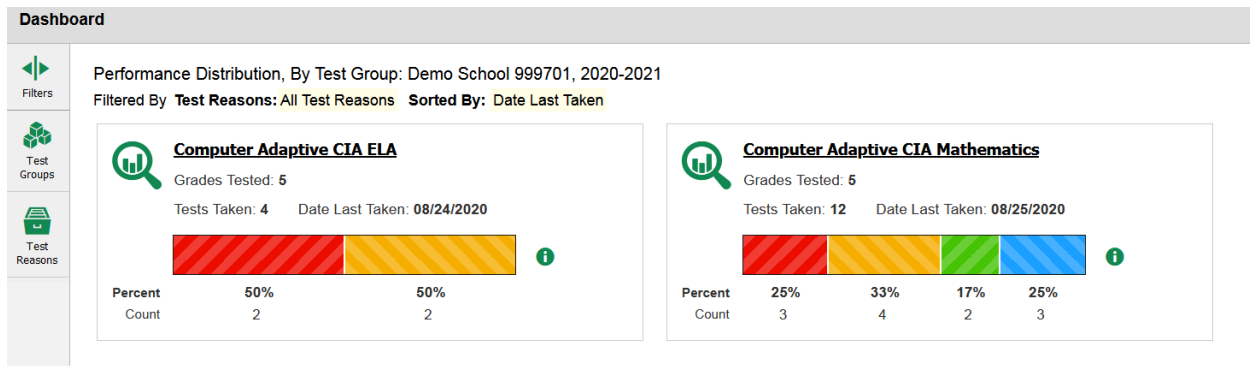 Dashboard
Filters
Test
Groups
Test
Reasons
Performance Distribution, By Test Group: Demo School 999701, 2020-2021
Filtered By Test Reasons: All Test Reasons Sorted By: Date Last Taken
Computer Adaptive CIA ELA
Grades Tested: 5
Tests Taken: 4 Date Last Taken: 08/24/2020
Percent 50% 50%
Count 2 2
Computer Adaptive CIA Mathematics
Grades Tested: 5
Tests Taken: 12 Date Last Taken: 08/25/2020
Percent 25% 33% 17% 25%
Count 3 4 2 3